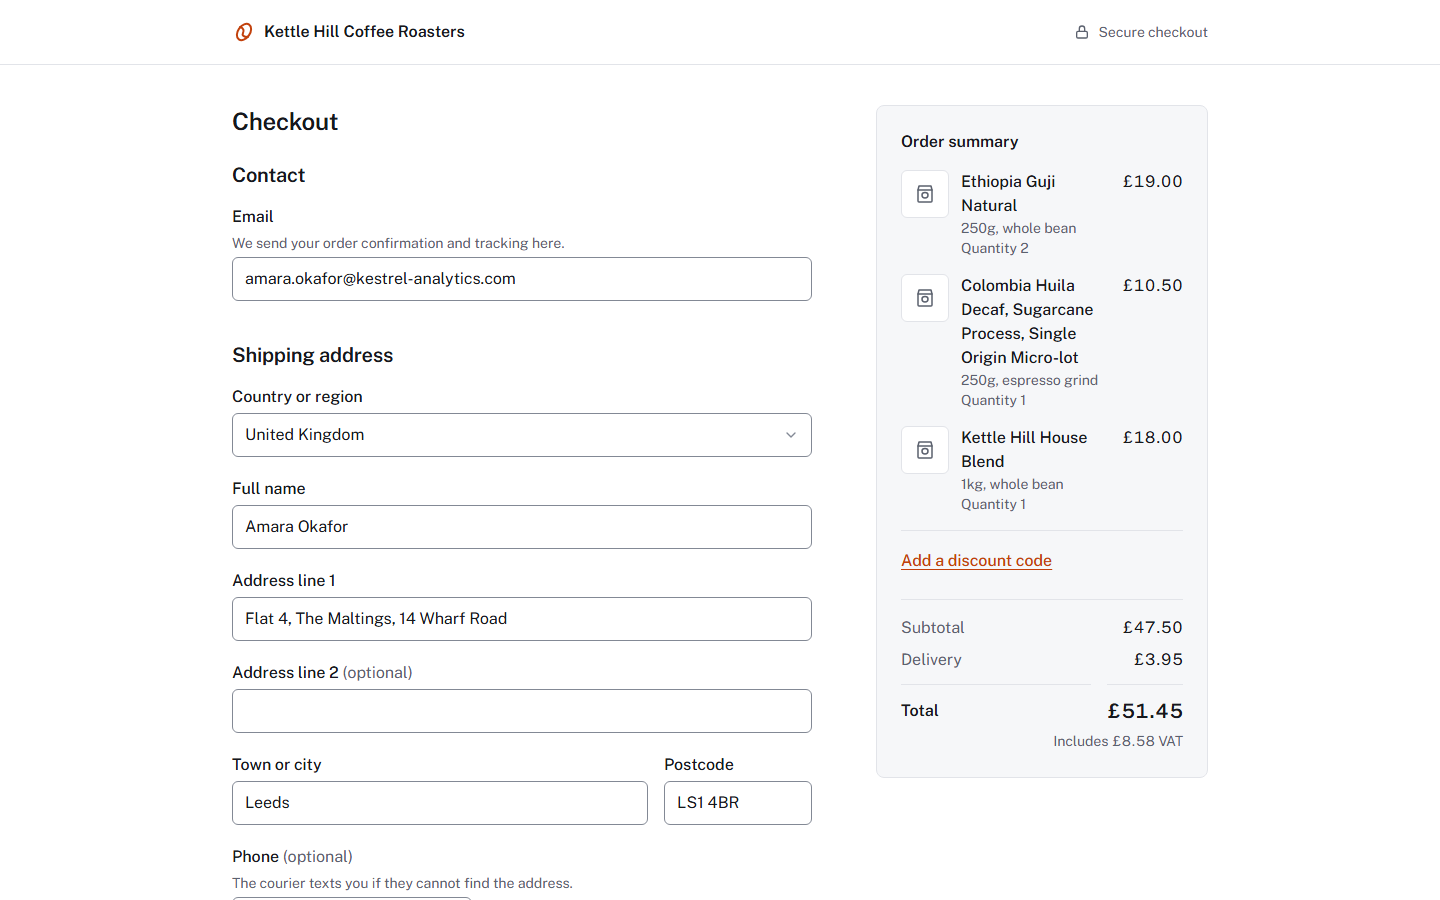 Kettle Hill Coffee Roasters
Secure checkout
Checkout
Contact
Email
We send your order confirmation and tracking here.
amara.okafor@kestrel-analytics.com
Shipping address
Country or region
United Kingdom
Full name
Amara Okafor
Address line 1
Flat 4, The Maltings, 14 Wharf Road
Address line 2 (optional)
Town or city
Postcode
Leeds
LS1 4BR
Phone (optional)
The courier texts you if they cannot find the address.
Order summary
Ethiopia Guji £19.00
Natural
250g, whole bean
Quantity 2
Colombia Huila £10.50
Decaf, Sugarcane
Process, Single
Origin Micro-lot
250g, espresso grind
Quantity 1
Kettle Hill House £18.00
Blend
1kg, whole bean
Quantity 1
Add a discount code
Subtotal £47.50
Delivery £3.95
Total £51.45
Includes £8.58 VAT